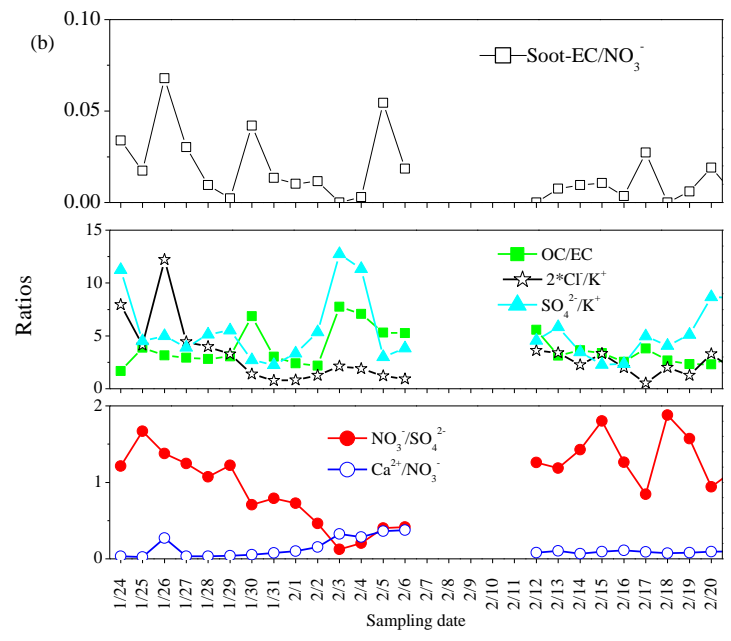 (b)
0.10
0.05
0.00
Soot-EC/NO₃⁻
15
10
5
0
OC/EC
2*Cl⁻/K⁺
SO₄²⁻/K⁺
Ratios
2
1
0
NO₃⁻/SO₄²⁻
Ca²⁺/NO₃⁻
1/24 1/25 1/26 1/27 1/28 1/29 1/30 1/31 2/1 2/2 2/3 2/4 2/5 2/6 2/7 2/8 2/9 2/10 2/11 2/12 2/13 2/14 2/15 2/16 2/17 2/18 2/19 2/20
Sampling date